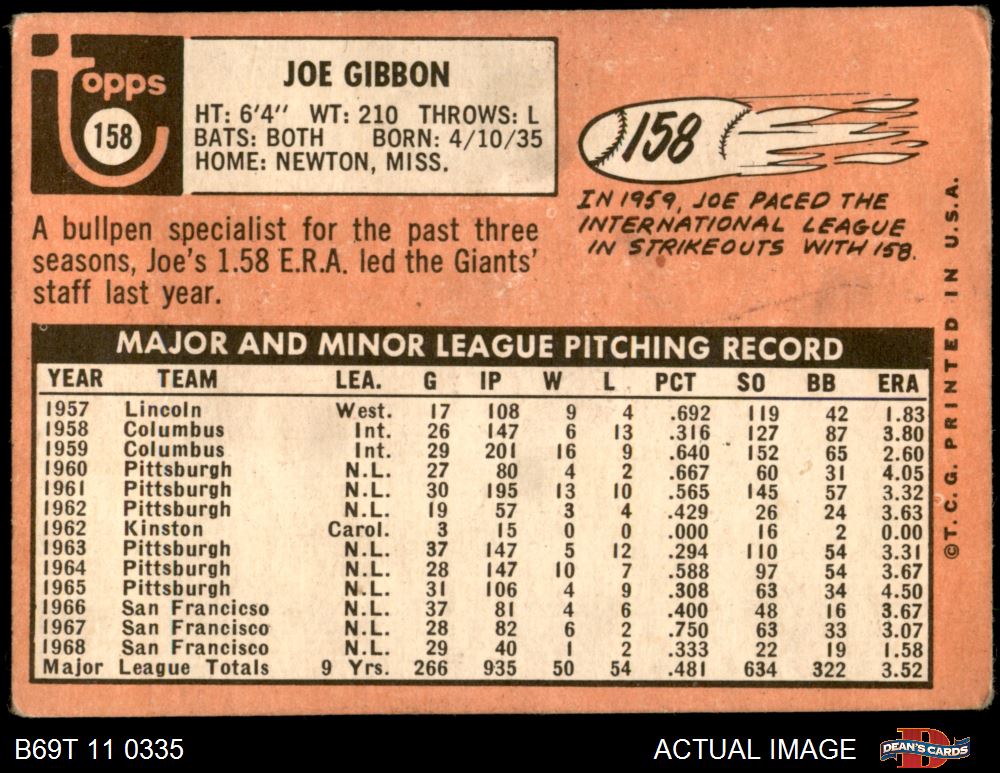 topps
158
JOE GIBBON
HT: 6'4" WT: 210 THROWS: L
BATS: BOTH BORN: 4/10/35
HOME: NEWTON, MISS.
A bullpen specialist for the past three
seasons, Joe's 1.58 E.R.A. led the Giants'
staff last year.
158
IN 1959, JOE PACED THE
INTERNATIONAL LEAGUE
IN STRIKEOUTS WITH 158.
MAJOR AND MINOR LEAGUE PITCHING RECORD
YEAR TEAM LEA. G IP W L PCT SO BB ERA
1957 Lincoln West. 17 108 9 4 .692 119 42 1.83
1958 Columbus Int. 26 147 6 13 .316 127 87 3.80
1959 Columbus Int. 29 201 16 9 .640 152 65 2.60
1960 Pittsburgh N.L. 27 80 4 2 .667 60 31 4.05
1961 Pittsburgh N.L. 30 195 13 10 .565 145 57 3.32
1962 Pittsburgh N.L. 19 57 3 4 .429 26 24 3.63
1962 Kinston Carol. 3 15 0 0 .000 16 2 0.00
1963 Pittsburgh N.L. 37 147 5 12 .294 110 54 3.31
1964 Pittsburgh N.L. 28 147 10 7 .588 97 54 3.67
1965 Pittsburgh N.L. 31 106 4 9 .308 63 34 4.50
1966 San Francicso N.L. 37 81 4 6 .400 48 16 3.67
1967 San Francisco N.L. 28 82 6 2 .750 63 33 3.07
1968 San Francisco N.L. 29 40 1 2 .333 22 19 1.58
Major League Totals 9 Yrs. 266 935 50 54 .481 634 322 3.52
©T.C.G. PRINTED IN U.S.A.
B69T 11 0335
ACTUAL IMAGE
DEAN'S CARDS